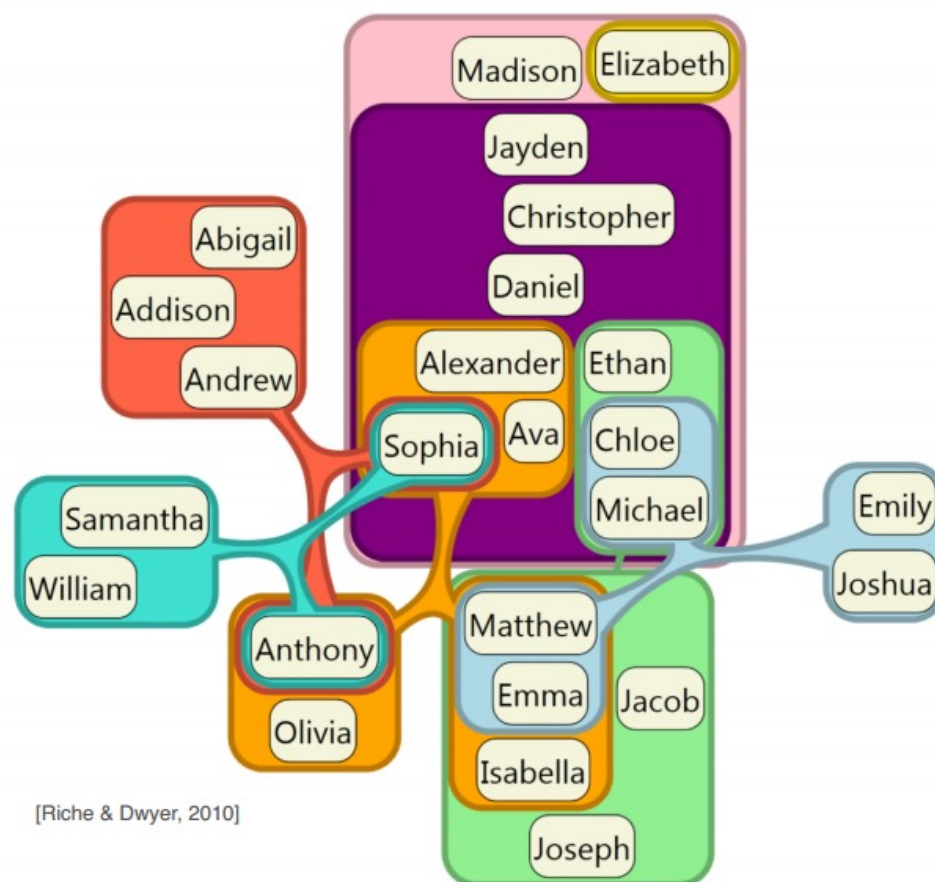 Madison
Elizabeth
Jayden
Christopher
Daniel
Abigail
Addison
Andrew
Alexander
Ethan
Sophia
Ava
Chloe
Michael
Samantha
William
Emily
Joshua
Anthony
Olivia
Matthew
Emma
Jacob
Isabella
Joseph
[Riche & Dwyer, 2010]